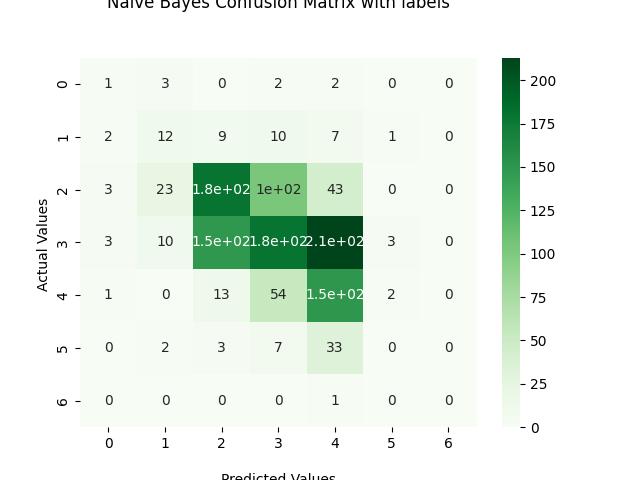 Naive Bayes Confusion Matrix with labels
0 1 3 0 2 2 0 0
1 2 12 9 10 7 1 0
2 3 23 1.8e+02 1e+02 43 0 0
3 3 10 1.5e+02 1.8e+02 2.1e+02 3 0
4 1 0 13 54 1.5e+02 2 0
5 0 2 3 7 33 0 0
6 0 0 0 0 1 0 0
0 1 2 3 4 5 6
Actual Values
Predicted Values
200
175
150
125
100
75
50
25
0